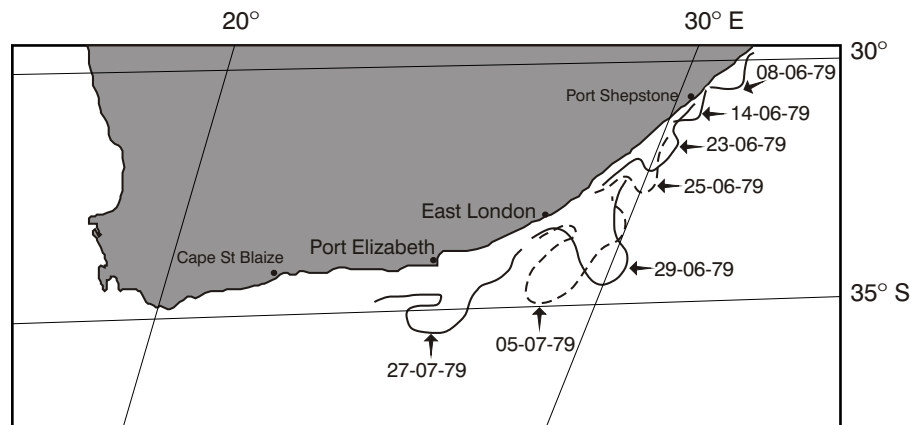 20°
30° E
30°
08-06-79
Port Shepstone
14-06-79
23-06-79
25-06-79
East London
Port Elizabeth
Cape St Blaize
29-06-79
35° S
05-07-79
27-07-79